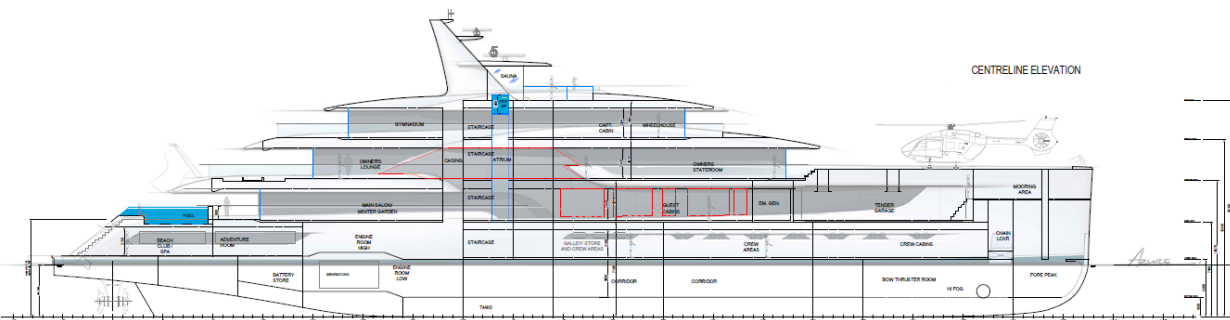 CENTRELINE ELEVATION
SAUNA
GYMNASIUM
STAIRCASE
CAPT.
CABIN
WHEELHOUSE
OWNERS
LOUNGE
CASING
STAIRCASE
ATRIUM
OWNERS
STATEROOM
MOORING
AREA
MAIN SALON/
WINTER GARDEN
STAIRCASE
GUEST
CABINS
EM. GEN.
TENDER
GARAGE
POOL
BEACH
CLUB /
SPA
ADVENTURE
ROOM
ENGINE
ROOM
HIGH
STAIRCASE
GALLEY/ STORE
AND CREW AREAS
CREW
AREAS
CREW CABINS
CHAIN
LCKR
Azure
BATTERY
STORE
GENERATORS
ENGINE
ROOM
LOW
CORRIDOR
CORRIDOR
BOW THRUSTER ROOM
HI FOG
FORE PEAK
TANKS